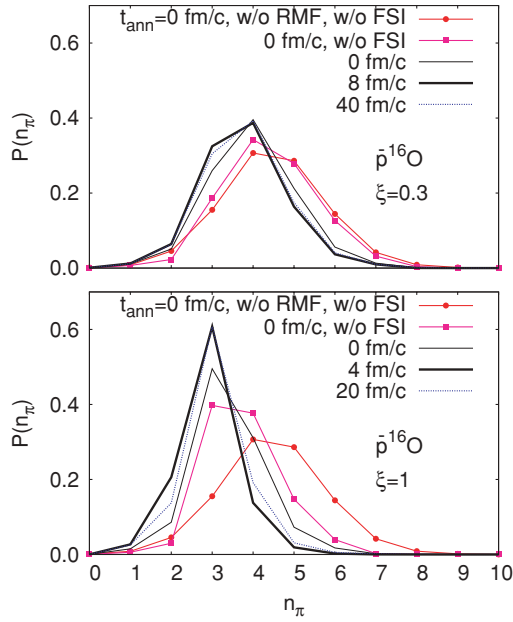 t_ann=0 fm/c, w/o RMF, w/o FSI
0 fm/c, w/o FSI
0 fm/c
8 fm/c
40 fm/c
P(n_π)
0.6
0.4
0.2
0.0
p̄¹⁶O
ξ=0.3
t_ann=0 fm/c, w/o RMF, w/o FSI
0 fm/c, w/o FSI
0 fm/c
4 fm/c
20 fm/c
P(n_π)
0.6
0.4
0.2
0.0
p̄¹⁶O
ξ=1
0 1 2 3 4 5 6 7 8 9 10
n_π